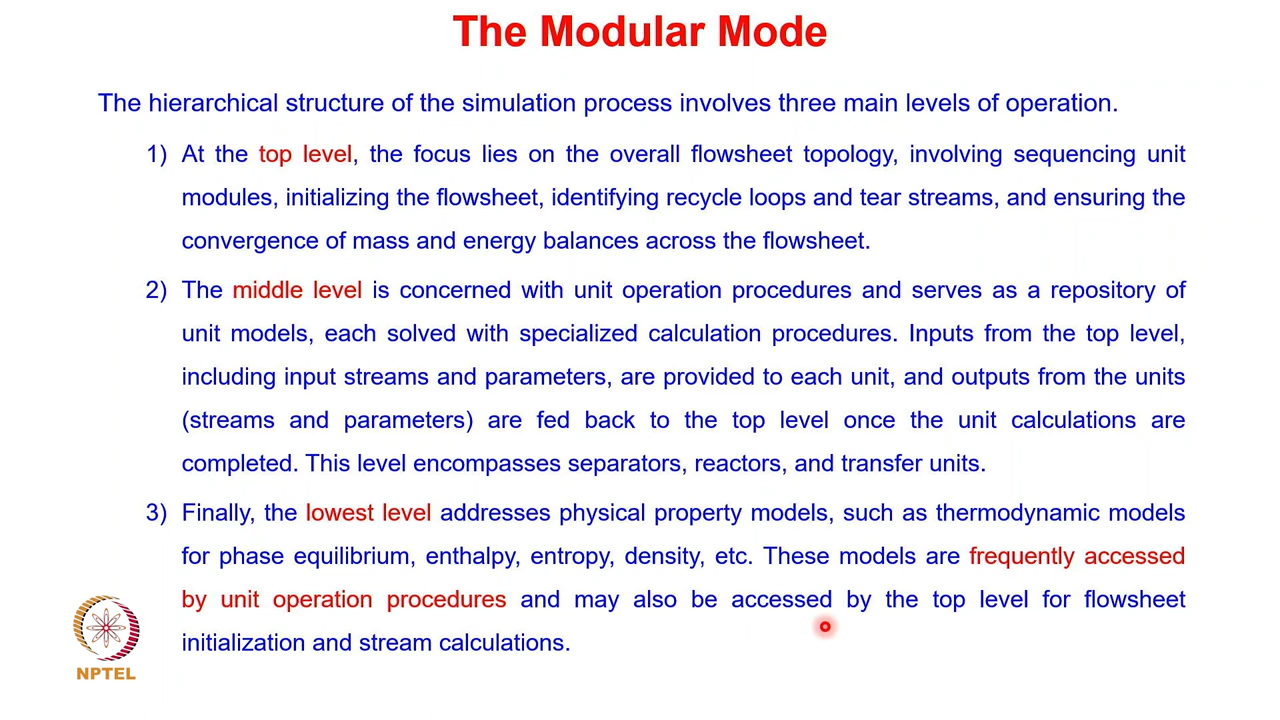 The Modular Mode
The hierarchical structure of the simulation process involves three main levels of operation.
1) At the top level, the focus lies on the overall flowsheet topology, involving sequencing unit
modules, initializing the flowsheet, identifying recycle loops and tear streams, and ensuring the
convergence of mass and energy balances across the flowsheet.
2) The middle level is concerned with unit operation procedures and serves as a repository of
unit models, each solved with specialized calculation procedures. Inputs from the top level,
including input streams and parameters, are provided to each unit, and outputs from the units
(streams and parameters) are fed back to the top level once the unit calculations are
completed. This level encompasses separators, reactors, and transfer units.
3) Finally, the lowest level addresses physical property models, such as thermodynamic models
for phase equilibrium, enthalpy, entropy, density, etc. These models are frequently accessed
by unit operation procedures and may also be accessed by the top level for flowsheet
initialization and stream calculations.
NPTEL